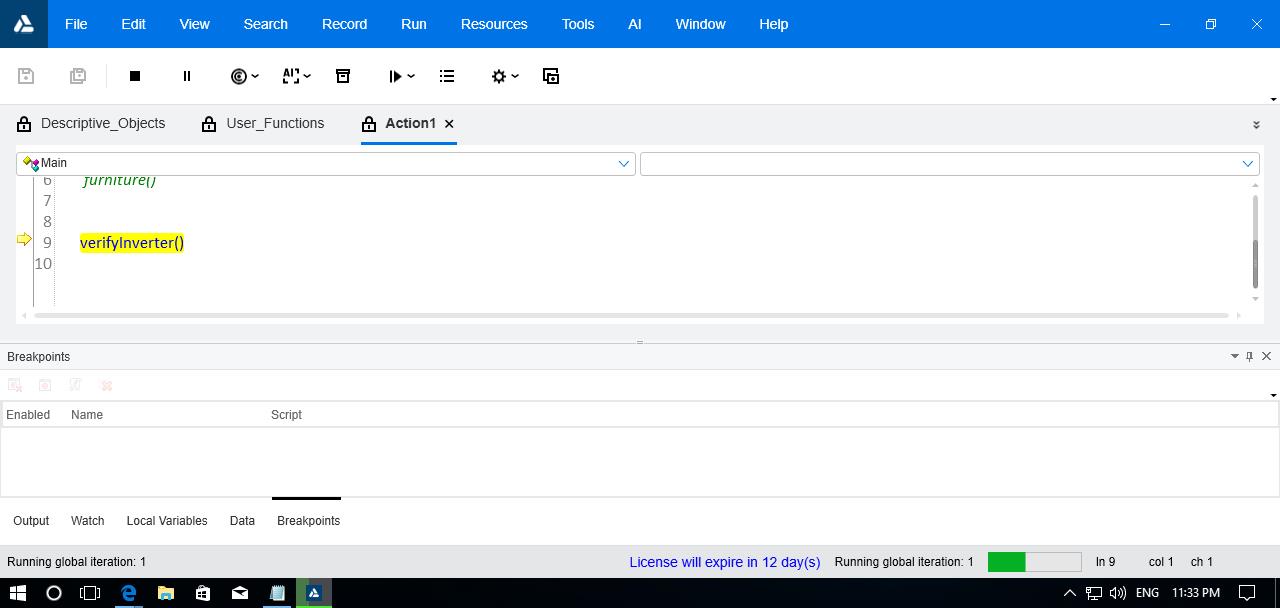 File Edit View Search Record Run Resources Tools AI Window Help
Descriptive_Objects User_Functions Action1
Main
6 furniture()
7
8
9 verifyInverter()
10
Breakpoints
Enabled Name Script
Output Watch Local Variables Data Breakpoints
Running global iteration: 1 License will expire in 12 day(s) Running global iteration: 1 ln 9 col 1 ch 1
ENG 11:33 PM